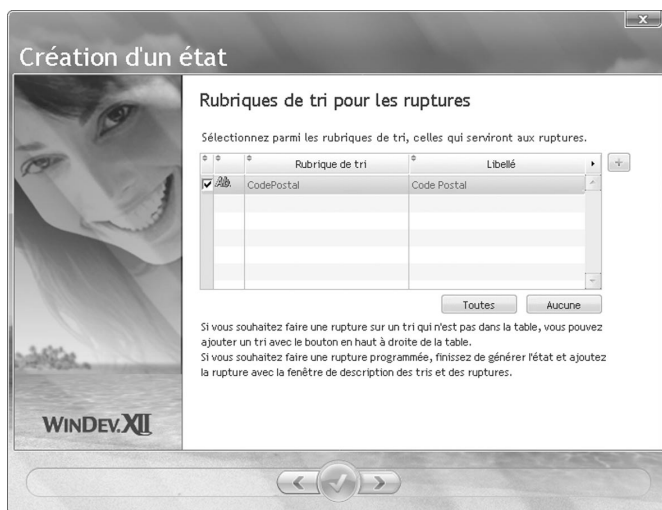 Création d'un état
Rubriques de tri pour les ruptures
Sélectionnez parmi les rubriques de tri, celles qui serviront aux ruptures.
Rubrique de tri Libellé
Ab. CodePostal Code Postal
Toutes Aucune
Si vous souhaitez faire une rupture sur un tri qui n'est pas dans la table, vous pouvez
ajouter un tri avec le bouton en haut à droite de la table.
Si vous souhaitez faire une rupture programmée, finissez de générer l'état et ajoutez
la rupture avec la fenêtre de description des tris et des ruptures.
WINDEV.XII